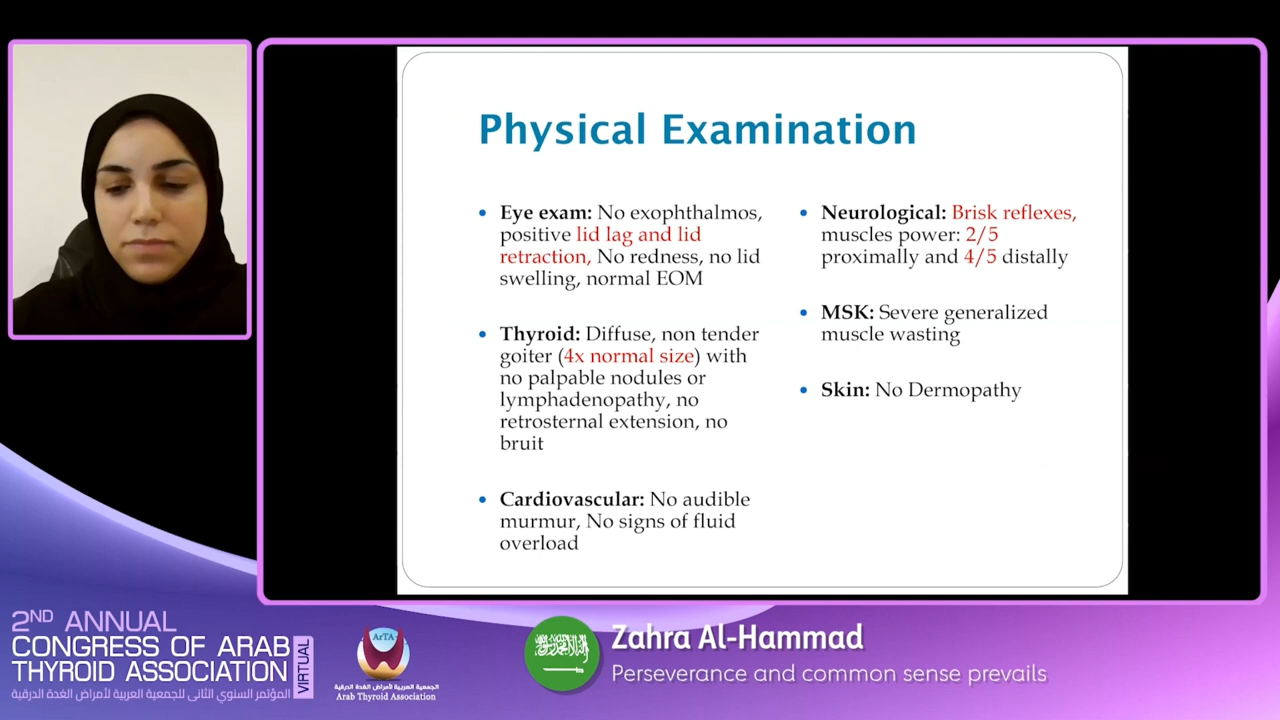 Physical Examination
• Eye exam: No exophthalmos,
positive lid lag and lid
retraction, No redness, no lid
swelling, normal EOM
• Thyroid: Diffuse, non tender
goiter (4x normal size) with
no palpable nodules or
lymphadenopathy, no
retrosternal extension, no
bruit
• Cardiovascular: No audible
murmur, No signs of fluid
overload
• Neurological: Brisk reflexes,
muscles power: 2/5
proximally and 4/5 distally
• MSK: Severe generalized
muscle wasting
• Skin: No Dermopathy
2ND ANNUAL
CONGRESS OF ARAB
THYROID ASSOCIATION
VIRTUAL
المؤتمر السنوي الثاني للجمعية العربية لأمراض الغدة الدرقية
ArTA
الجمعية العربية لأمراض الغدة الدرقية
Arab Thyroid Association
Zahra Al-Hammad
Perseverance and common sense prevails